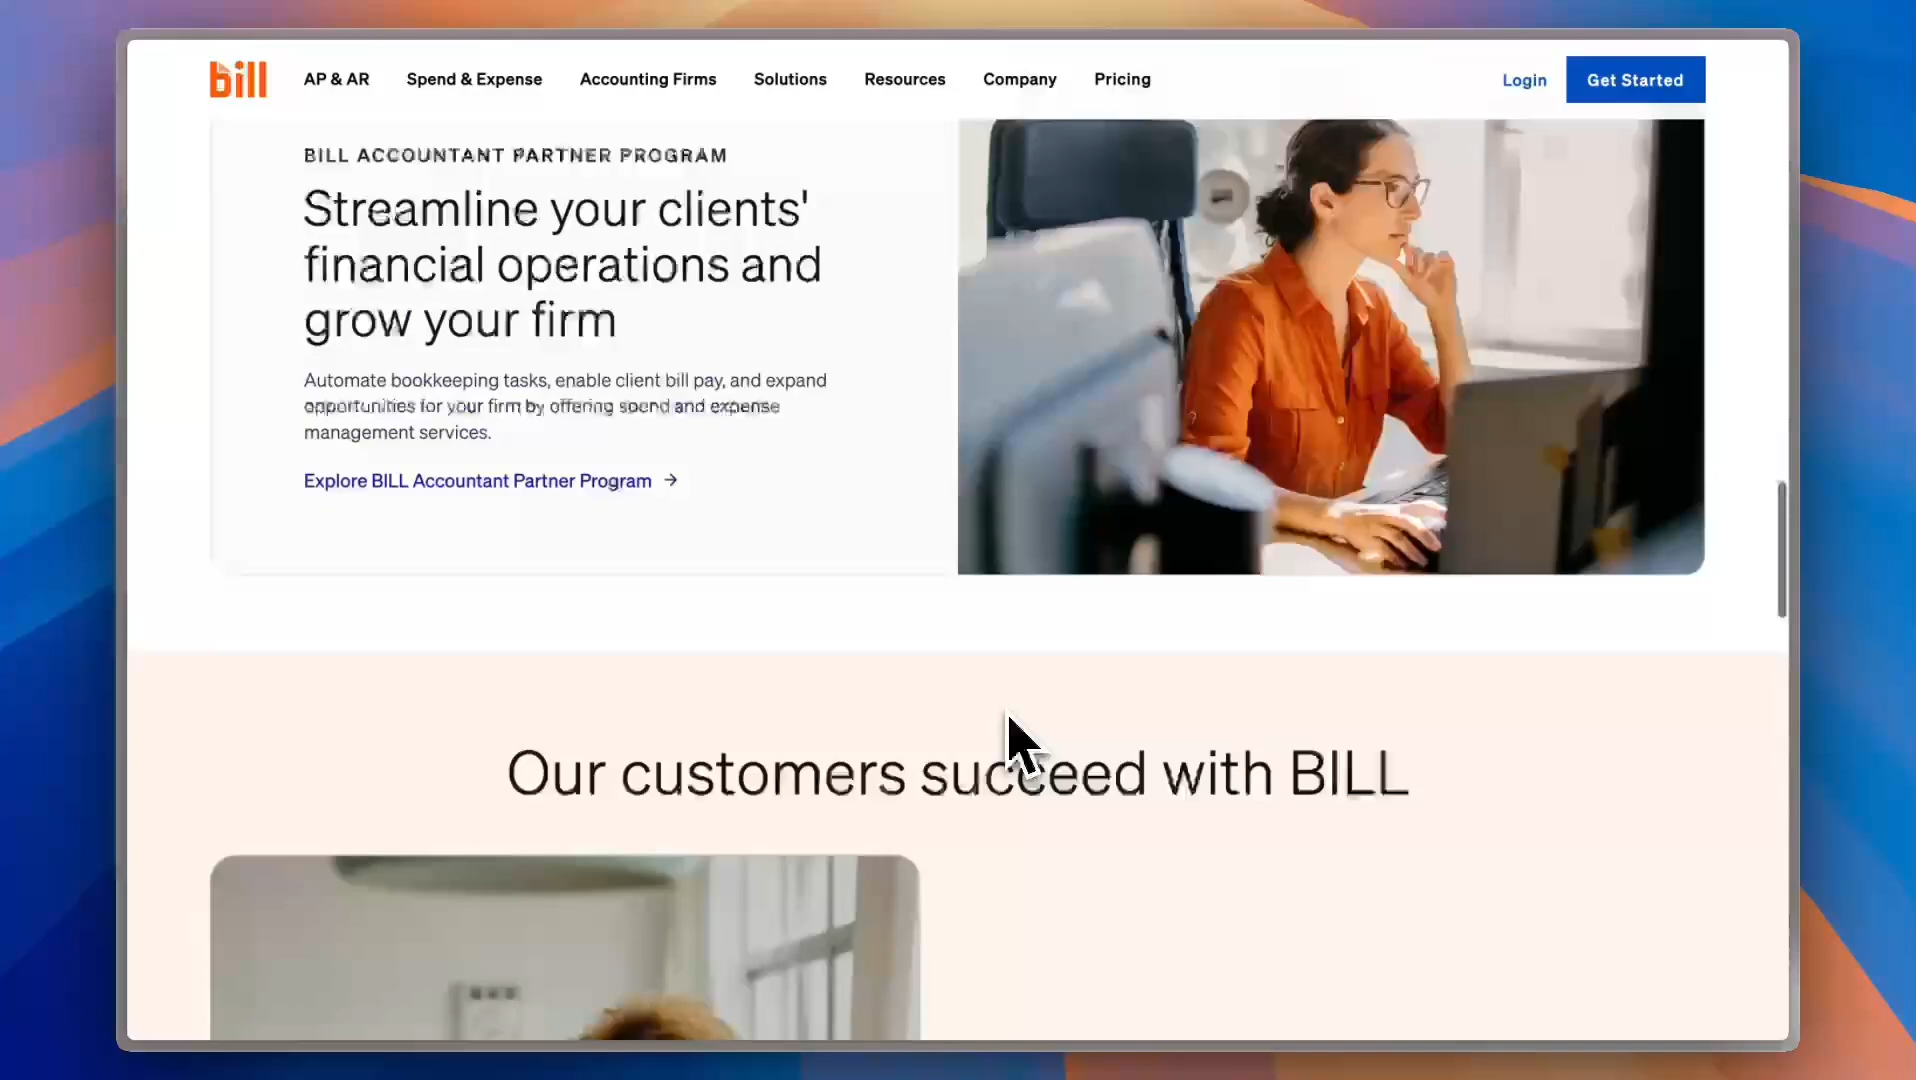 bill
AP & AR
Spend & Expense
Accounting Firms
Solutions
Resources
Company
Pricing
Login
Get Started
BILL ACCOUNTANT PARTNER PROGRAM
Streamline your clients'
financial operations and
grow your firm
Automate bookkeeping tasks, enable client bill pay, and expand
opportunities for your firm by offering spend and expense
management services.
Explore BILL Accountant Partner Program →
Our customers succeed with BILL